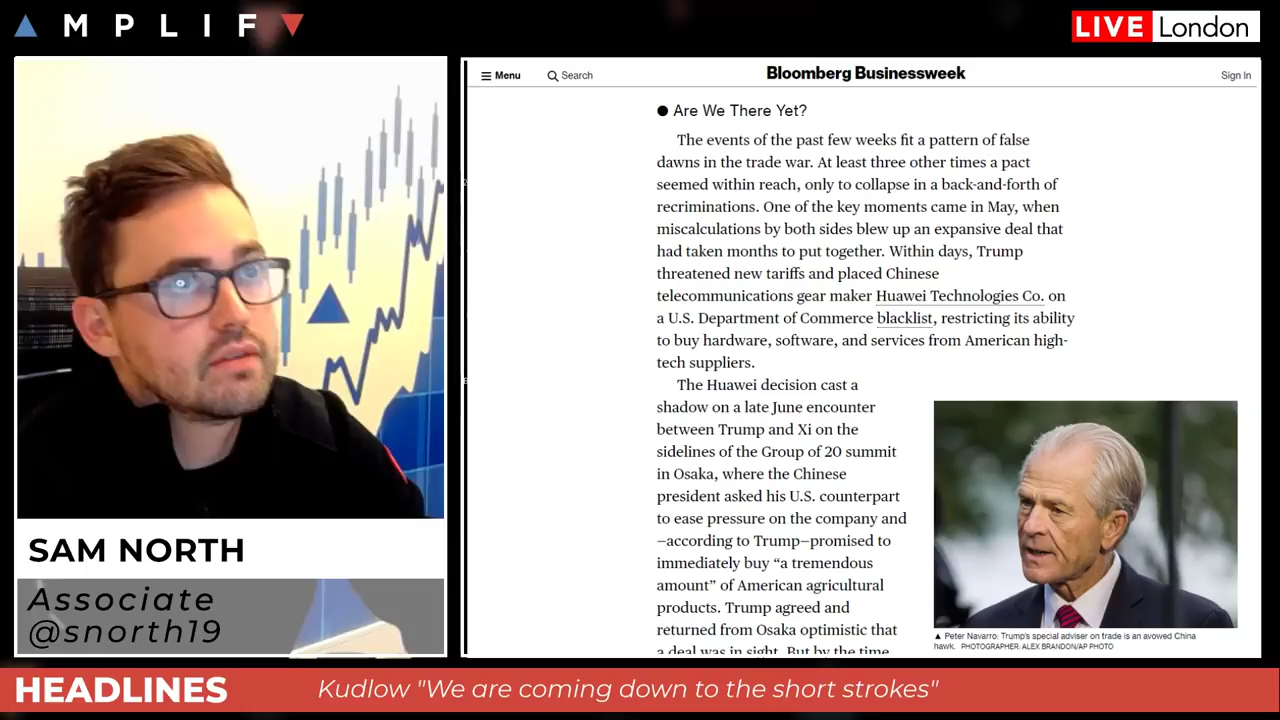 AMPLIFY
LIVE London
Menu
Search
Bloomberg Businessweek
Sign In
● Are We There Yet?
The events of the past few weeks fit a pattern of false
dawns in the trade war. At least three other times a pact
seemed within reach, only to collapse in a back-and-forth of
recriminations. One of the key moments came in May, when
miscalculations by both sides blew up an expansive deal that
had taken months to put together. Within days, Trump
threatened new tariffs and placed Chinese
telecommunications gear maker Huawei Technologies Co. on
a U.S. Department of Commerce blacklist, restricting its ability
to buy hardware, software, and services from American high-
tech suppliers.
The Huawei decision cast a
shadow on a late June encounter
between Trump and Xi on the
sidelines of the Group of 20 summit
in Osaka, where the Chinese
president asked his U.S. counterpart
to ease pressure on the company and
—according to Trump—promised to
immediately buy “a tremendous
amount” of American agricultural
products. Trump agreed and
returned from Osaka optimistic that
a deal was in sight. But by the time
▲ Peter Navarro: Trump's special adviser on trade is an avowed China
hawk. PHOTOGRAPHER: ALEX BRANDON/AP PHOTO
SAM NORTH
Associate
@snorth19
HEADLINES
Kudlow "We are coming down to the short strokes"